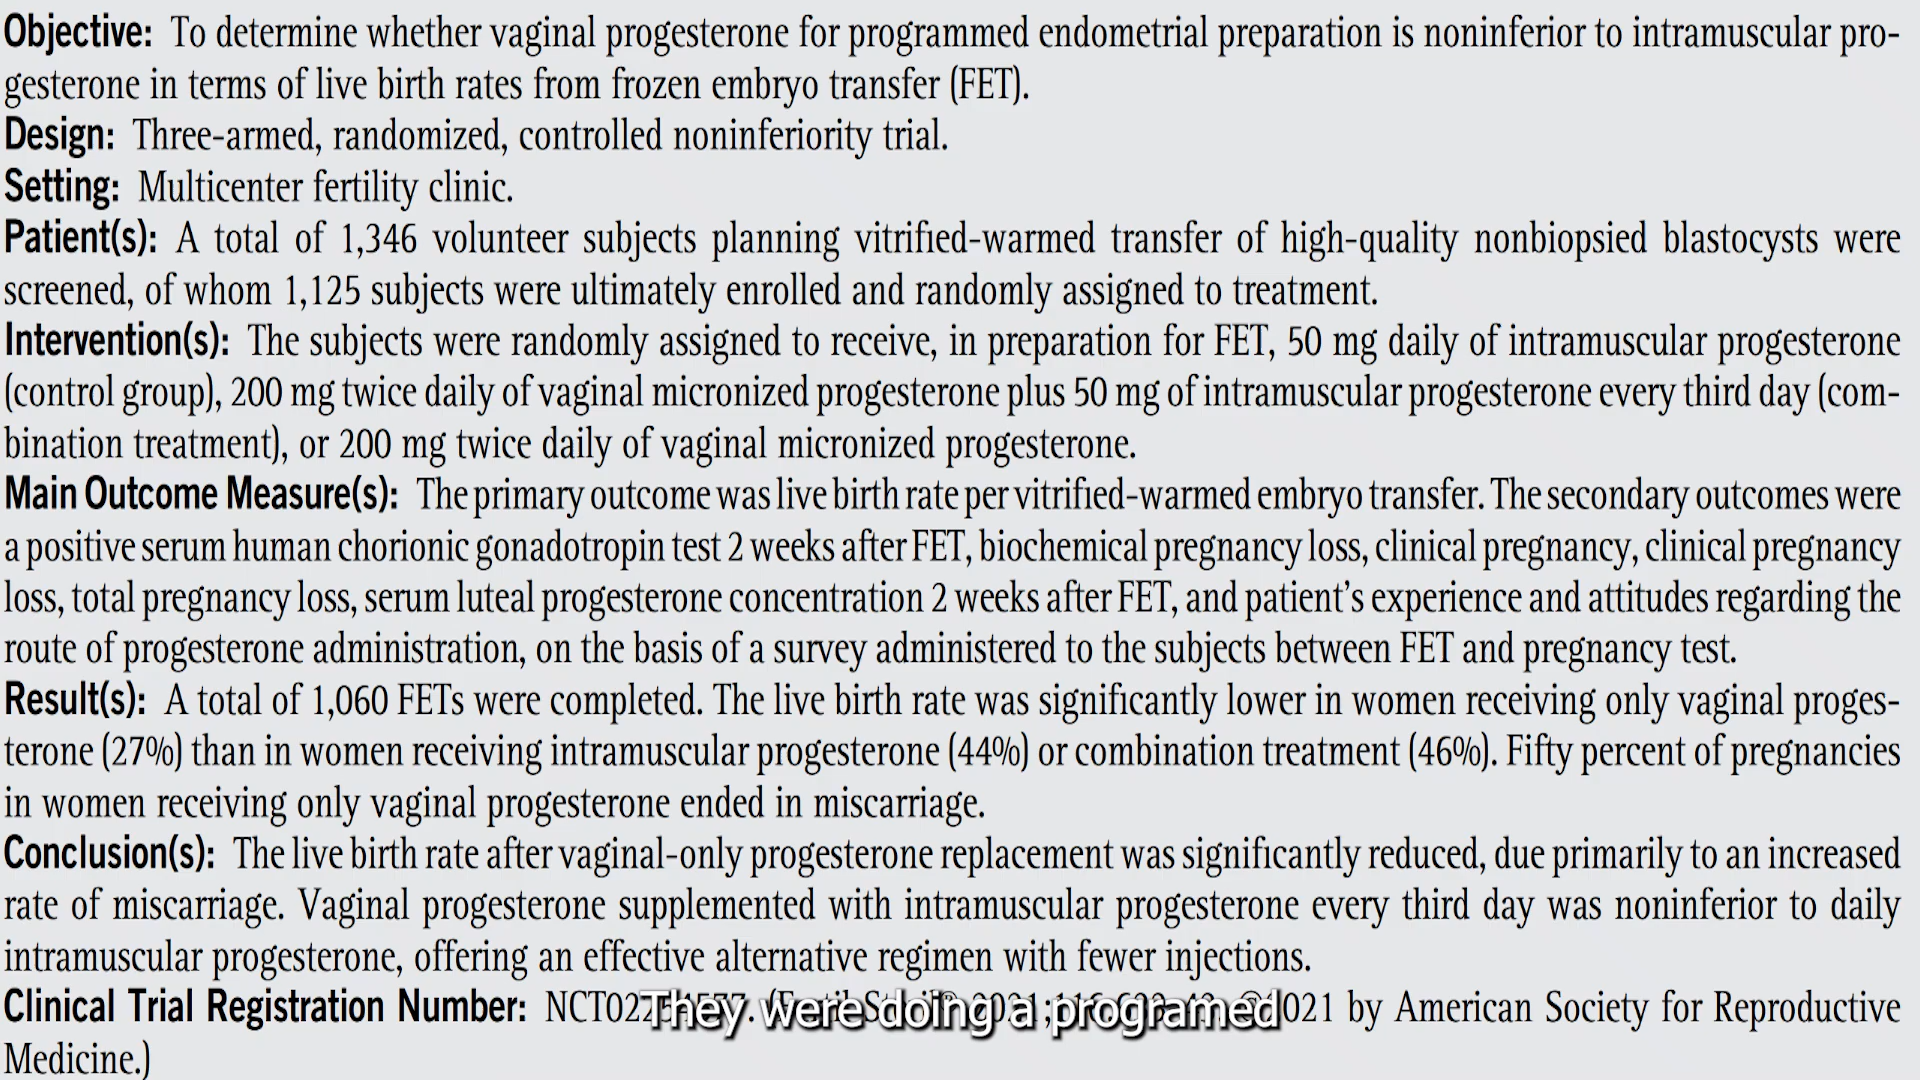 Objective: To determine whether vaginal progesterone for programmed endometrial preparation is noninferior to intramuscular pro-
gesterone in terms of live birth rates from frozen embryo transfer (FET).
Design: Three-armed, randomized, controlled noninferiority trial.
Setting: Multicenter fertility clinic.
Patient(s): A total of 1,346 volunteer subjects planning vitrified-warmed transfer of high-quality nonbiopsied blastocysts were
screened, of whom 1,125 subjects were ultimately enrolled and randomly assigned to treatment.
Intervention(s): The subjects were randomly assigned to receive, in preparation for FET, 50 mg daily of intramuscular progesterone
(control group), 200 mg twice daily of vaginal micronized progesterone plus 50 mg of intramuscular progesterone every third day (com-
bination treatment), or 200 mg twice daily of vaginal micronized progesterone.
Main Outcome Measure(s): The primary outcome was live birth rate per vitrified-warmed embryo transfer. The secondary outcomes were
a positive serum human chorionic gonadotropin test 2 weeks after FET, biochemical pregnancy loss, clinical pregnancy, clinical pregnancy
loss, total pregnancy loss, serum luteal progesterone concentration 2 weeks after FET, and patient's experience and attitudes regarding the
route of progesterone administration, on the basis of a survey administered to the subjects between FET and pregnancy test.
Result(s): A total of 1,060 FETs were completed. The live birth rate was significantly lower in women receiving only vaginal proges-
terone (27%) than in women receiving intramuscular progesterone (44%) or combination treatment (46%). Fifty percent of pregnancies
in women receiving only vaginal progesterone ended in miscarriage.
Conclusion(s): The live birth rate after vaginal-only progesterone replacement was significantly reduced, due primarily to an increased
rate of miscarriage. Vaginal progesterone supplemented with intramuscular progesterone every third day was noninferior to daily
intramuscular progesterone, offering an effective alternative regimen with fewer injections.
Clinical Trial Registration Number: by American Society for Reproductive
Medicine.)
They were doing a programed